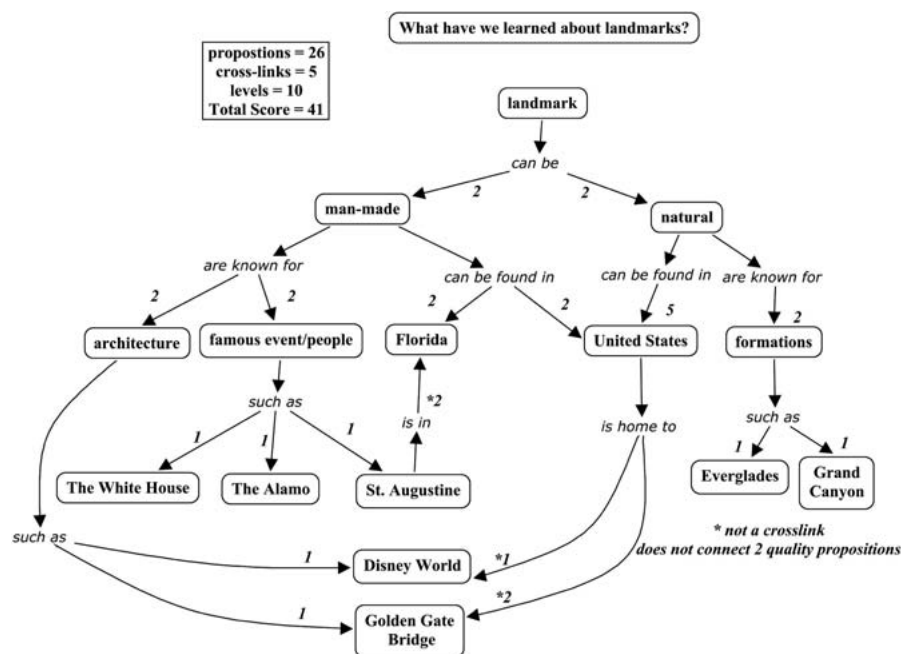 What have we learned about landmarks?
propostions = 26
cross-links = 5
levels = 10
Total Score = 41
landmark
can be
2
2
man-made
natural
are known for
can be found in
can be found in
are known for
2
2
2
2
5
2
architecture
famous event/people
Florida
United States
formations
such as
*2
is in
is home to
such as
1
1
1
1
1
The White House
The Alamo
St. Augustine
Everglades
Grand
Canyon
such as
* not a crosslink
does not connect 2 quality propositions
1
Disney World
*1
1
Golden Gate
Bridge
*2